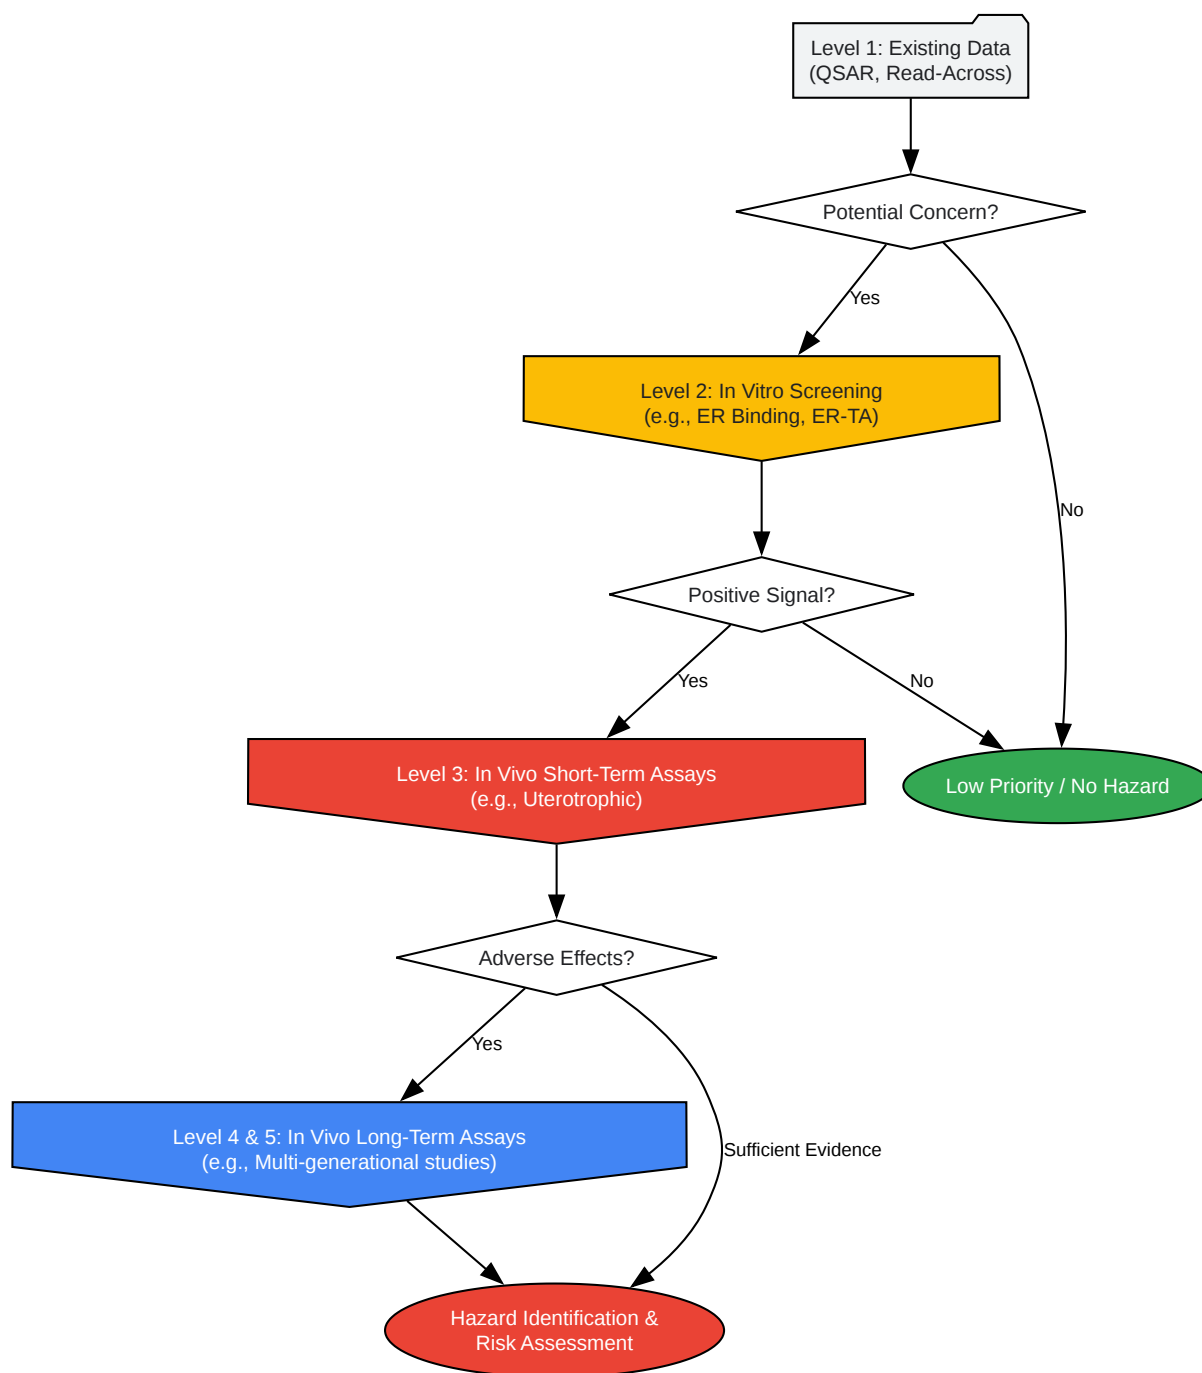 Level 1: Existing Data
(QSAR, Read-Across)
Potential Concern?
Yes
Level 2: In Vitro Screening
(e.g., ER Binding, ER-TA)
No
Positive Signal?
Yes
No
Level 3: In Vivo Short-Term Assays
(e.g., Uterotrophic)
Low Priority / No Hazard
Adverse Effects?
Yes
Level 4 & 5: In Vivo Long-Term Assays
(e.g., Multi-generational studies)
Sufficient Evidence
Hazard Identification &
Risk Assessment